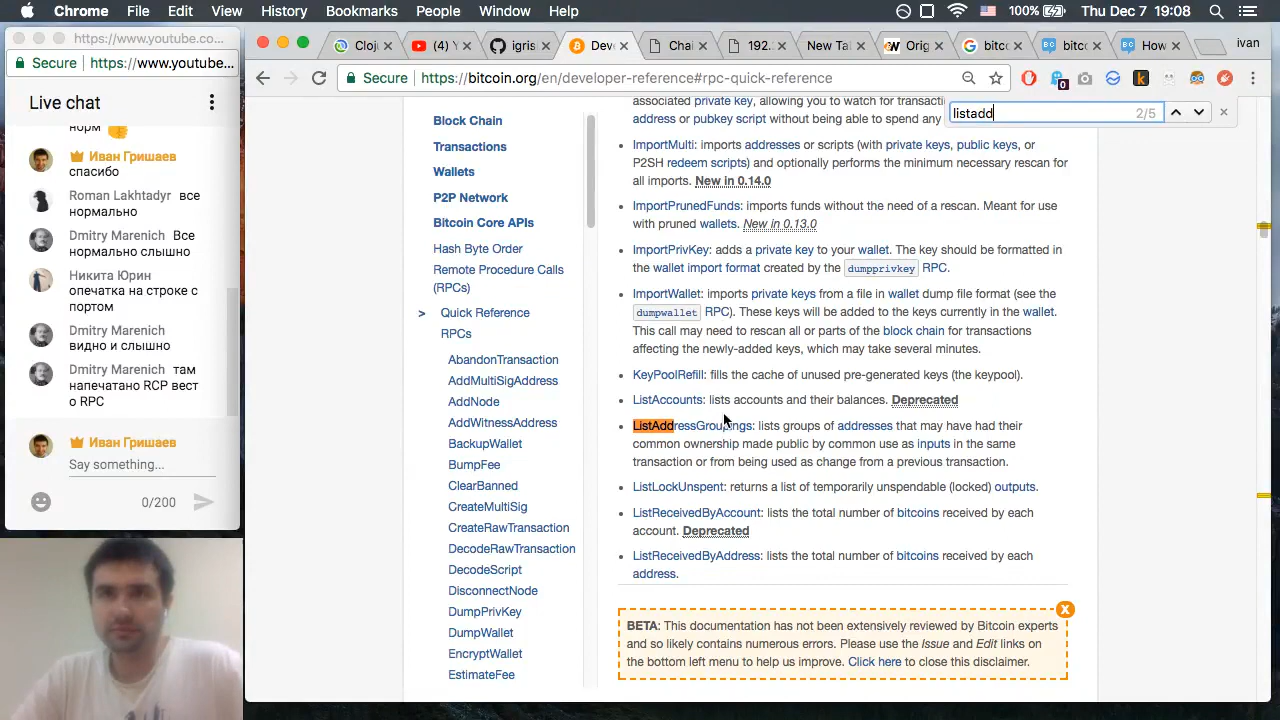 Chrome File Edit View History Bookmarks People Window Help 100% Thu Dec 7 19:08
https://www.youtube.co...
Secure https://www.youtube...
Live chat
норм
Иван Гришаев
спасибо
Roman Lakhtadyr все
нормально
Dmitry Marenich Все
нормально слышно
Никита Юрин
опечатка на строке с
портом
Dmitry Marenich
видно и слышно
Dmitry Marenich там
напечатано RCP вест
о RPC
Иван Гришаев
Say something...
0/200
Cloj (4) Y igris Dev Chai 192. New Ta Orig bitco bitco How ivan
Secure https://bitcoin.org/en/developer-reference#rpc-quick-reference 0
listadd 2/5
Block Chain
Transactions
Wallets
P2P Network
Bitcoin Core APIs
Hash Byte Order
Remote Procedure Calls
(RPCs)
> Quick Reference
RPCs
AbandonTransaction
AddMultiSigAddress
AddNode
AddWitnessAddress
BackupWallet
BumpFee
ClearBanned
CreateMultiSig
CreateRawTransaction
DecodeRawTransaction
DecodeScript
DisconnectNode
DumpPrivKey
DumpWallet
EncryptWallet
EstimateFee
associated private key, allowing you to watch for transacti
address or pubkey script without being able to spend any
• ImportMulti: imports addresses or scripts (with private keys, public keys, or
P2SH redeem scripts) and optionally performs the minimum necessary rescan for
all imports. New in 0.14.0
• ImportPrunedFunds: imports funds without the need of a rescan. Meant for use
with pruned wallets. New in 0.13.0
• ImportPrivKey: adds a private key to your wallet. The key should be formatted in
the wallet import format created by the dumpprivkey RPC.
• ImportWallet: imports private keys from a file in wallet dump file format (see the
dumpwallet RPC). These keys will be added to the keys currently in the wallet.
This call may need to rescan all or parts of the block chain for transactions
affecting the newly-added keys, which may take several minutes.
• KeyPoolRefill: fills the cache of unused pre-generated keys (the keypool).
• ListAccounts: lists accounts and their balances. Deprecated
• ListAddressGroupings: lists groups of addresses that may have had their
common ownership made public by common use as inputs in the same
transaction or from being used as change from a previous transaction.
• ListLockUnspent: returns a list of temporarily unspendable (locked) outputs.
• ListReceivedByAccount: lists the total number of bitcoins received by each
account. Deprecated
• ListReceivedByAddress: lists the total number of bitcoins received by each
address.
X
BETA: This documentation has not been extensively reviewed by Bitcoin experts
and so likely contains numerous errors. Please use the Issue and Edit links on
the bottom left menu to help us improve. Click here to close this disclaimer.